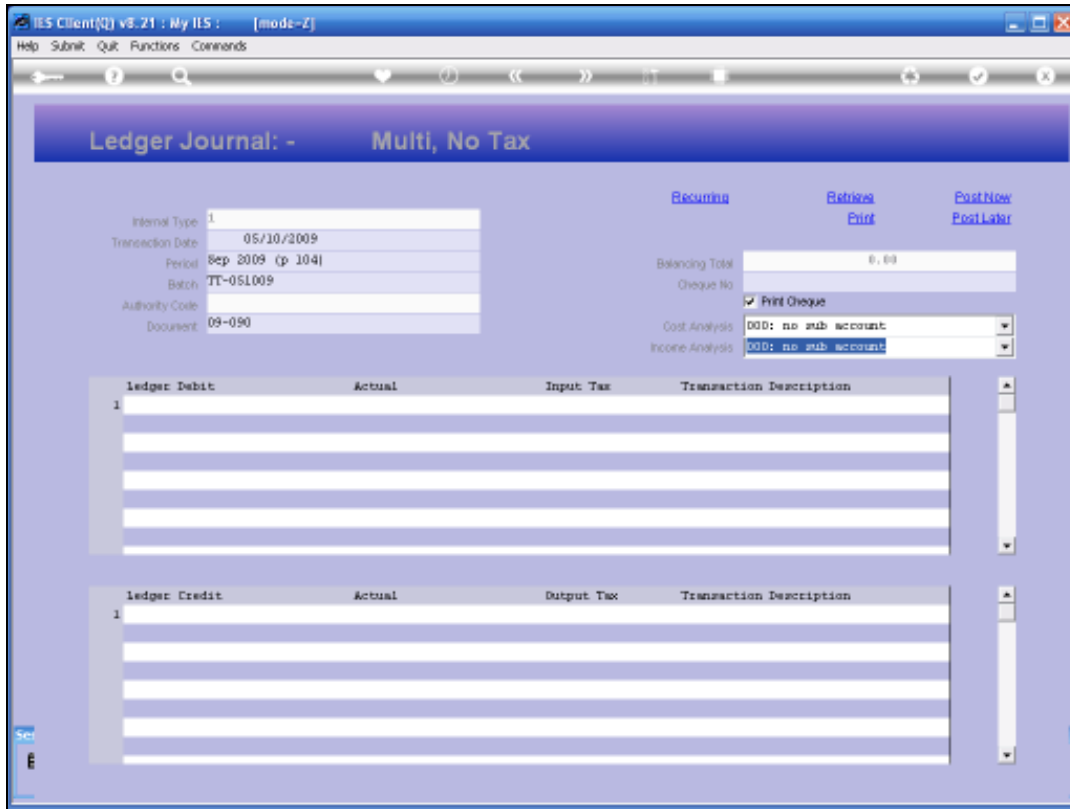 IES Client(Q) v8.21 : My IES : [mode-Z]
Help Submit Quit Functions Commands
Ledger Journal: - Multi, No Tax
Recurring Retrieve Post Now
Print Post Later
Internal Type 1
Transaction Date 05/10/2009
Period Sep 2009 (p 104)
Batch TT-051009
Authority Code
Document 09-090
Balancing Total 0.00
Cheque No
Print Cheque
Cost Analysis 000: no sub account
Income Analysis 000: no sub account
Ledger Debit Actual Input Tax Transaction Description
1
Ledger Credit Actual Output Tax Transaction Description
1